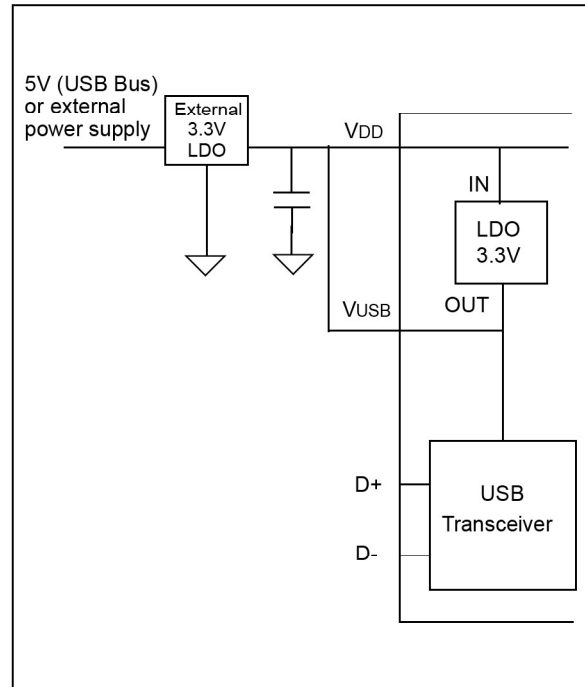 5V (USB Bus)
or external
power supply
External
3.3V
LDO
VDD
IN
LDO
3.3V
OUT
VUSB
D+
USB
Transceiver
D-